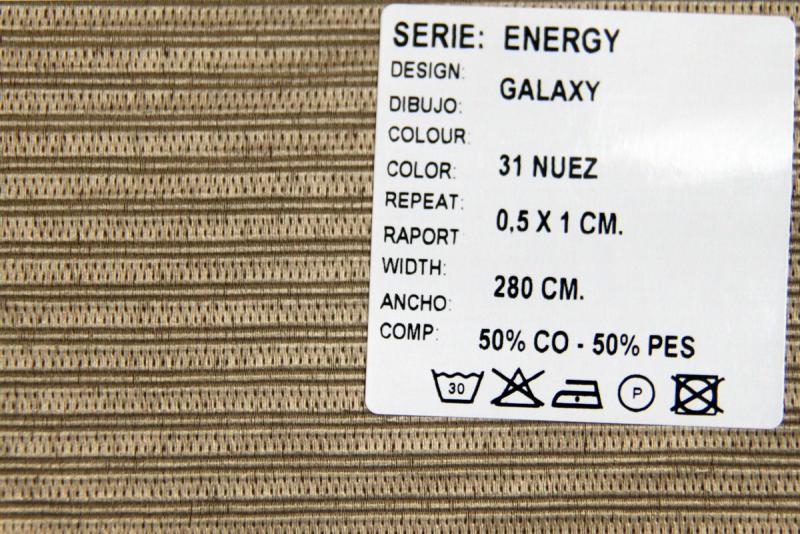 SERIE: ENERGY
DESIGN:
GALAXY
DIBUJO:
COLOUR:
COLOR: 31 NUEZ
REPEAT:
0,5 X 1 CM.
RAPORT
WIDTH:
280 CM.
ANCHO:
COMP: 50% CO - 50% PES
30
P